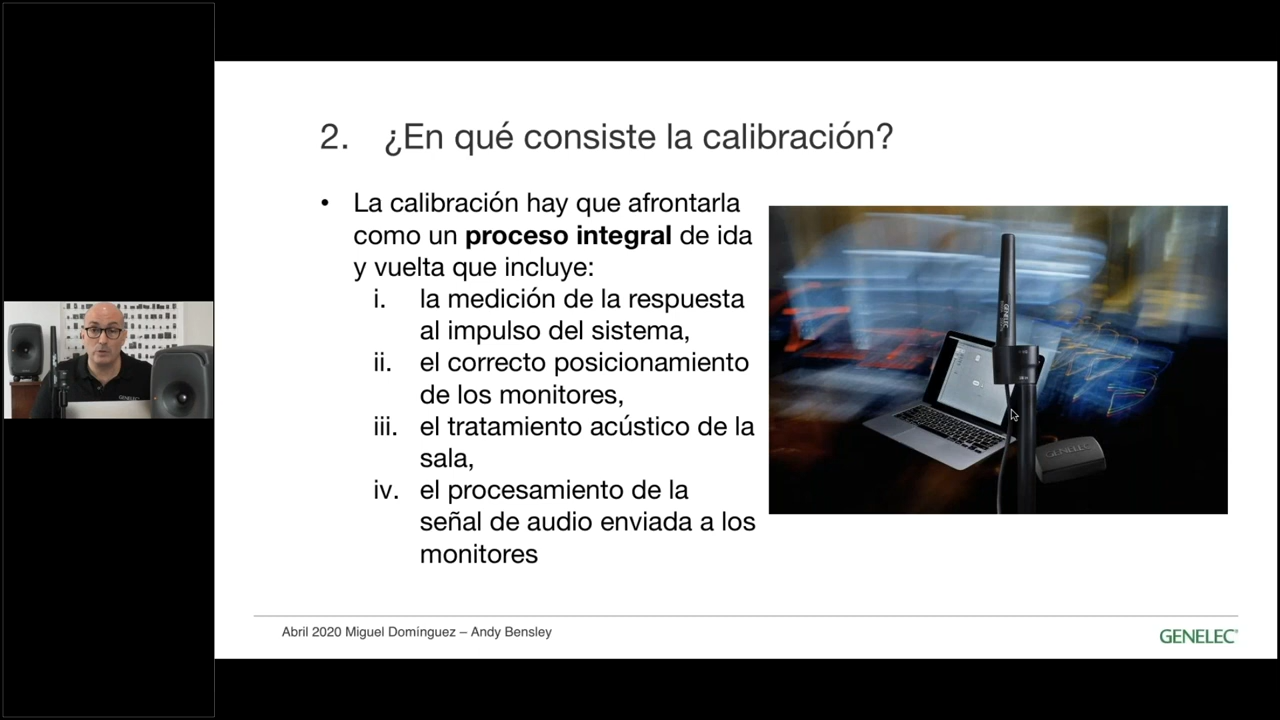 2. ¿En qué consiste la calibración?
• La calibración hay que afrontarla
como un proceso integral de ida
y vuelta que incluye:
i. la medición de la respuesta
al impulso del sistema,
ii. el correcto posicionamiento
de los monitores,
iii. el tratamiento acústico de la
sala,
iv. el procesamiento de la
señal de audio enviada a los
monitores
GENELEC
GENELEC
Abril 2020 Miguel Domínguez – Andy Bensley
GENELEC®